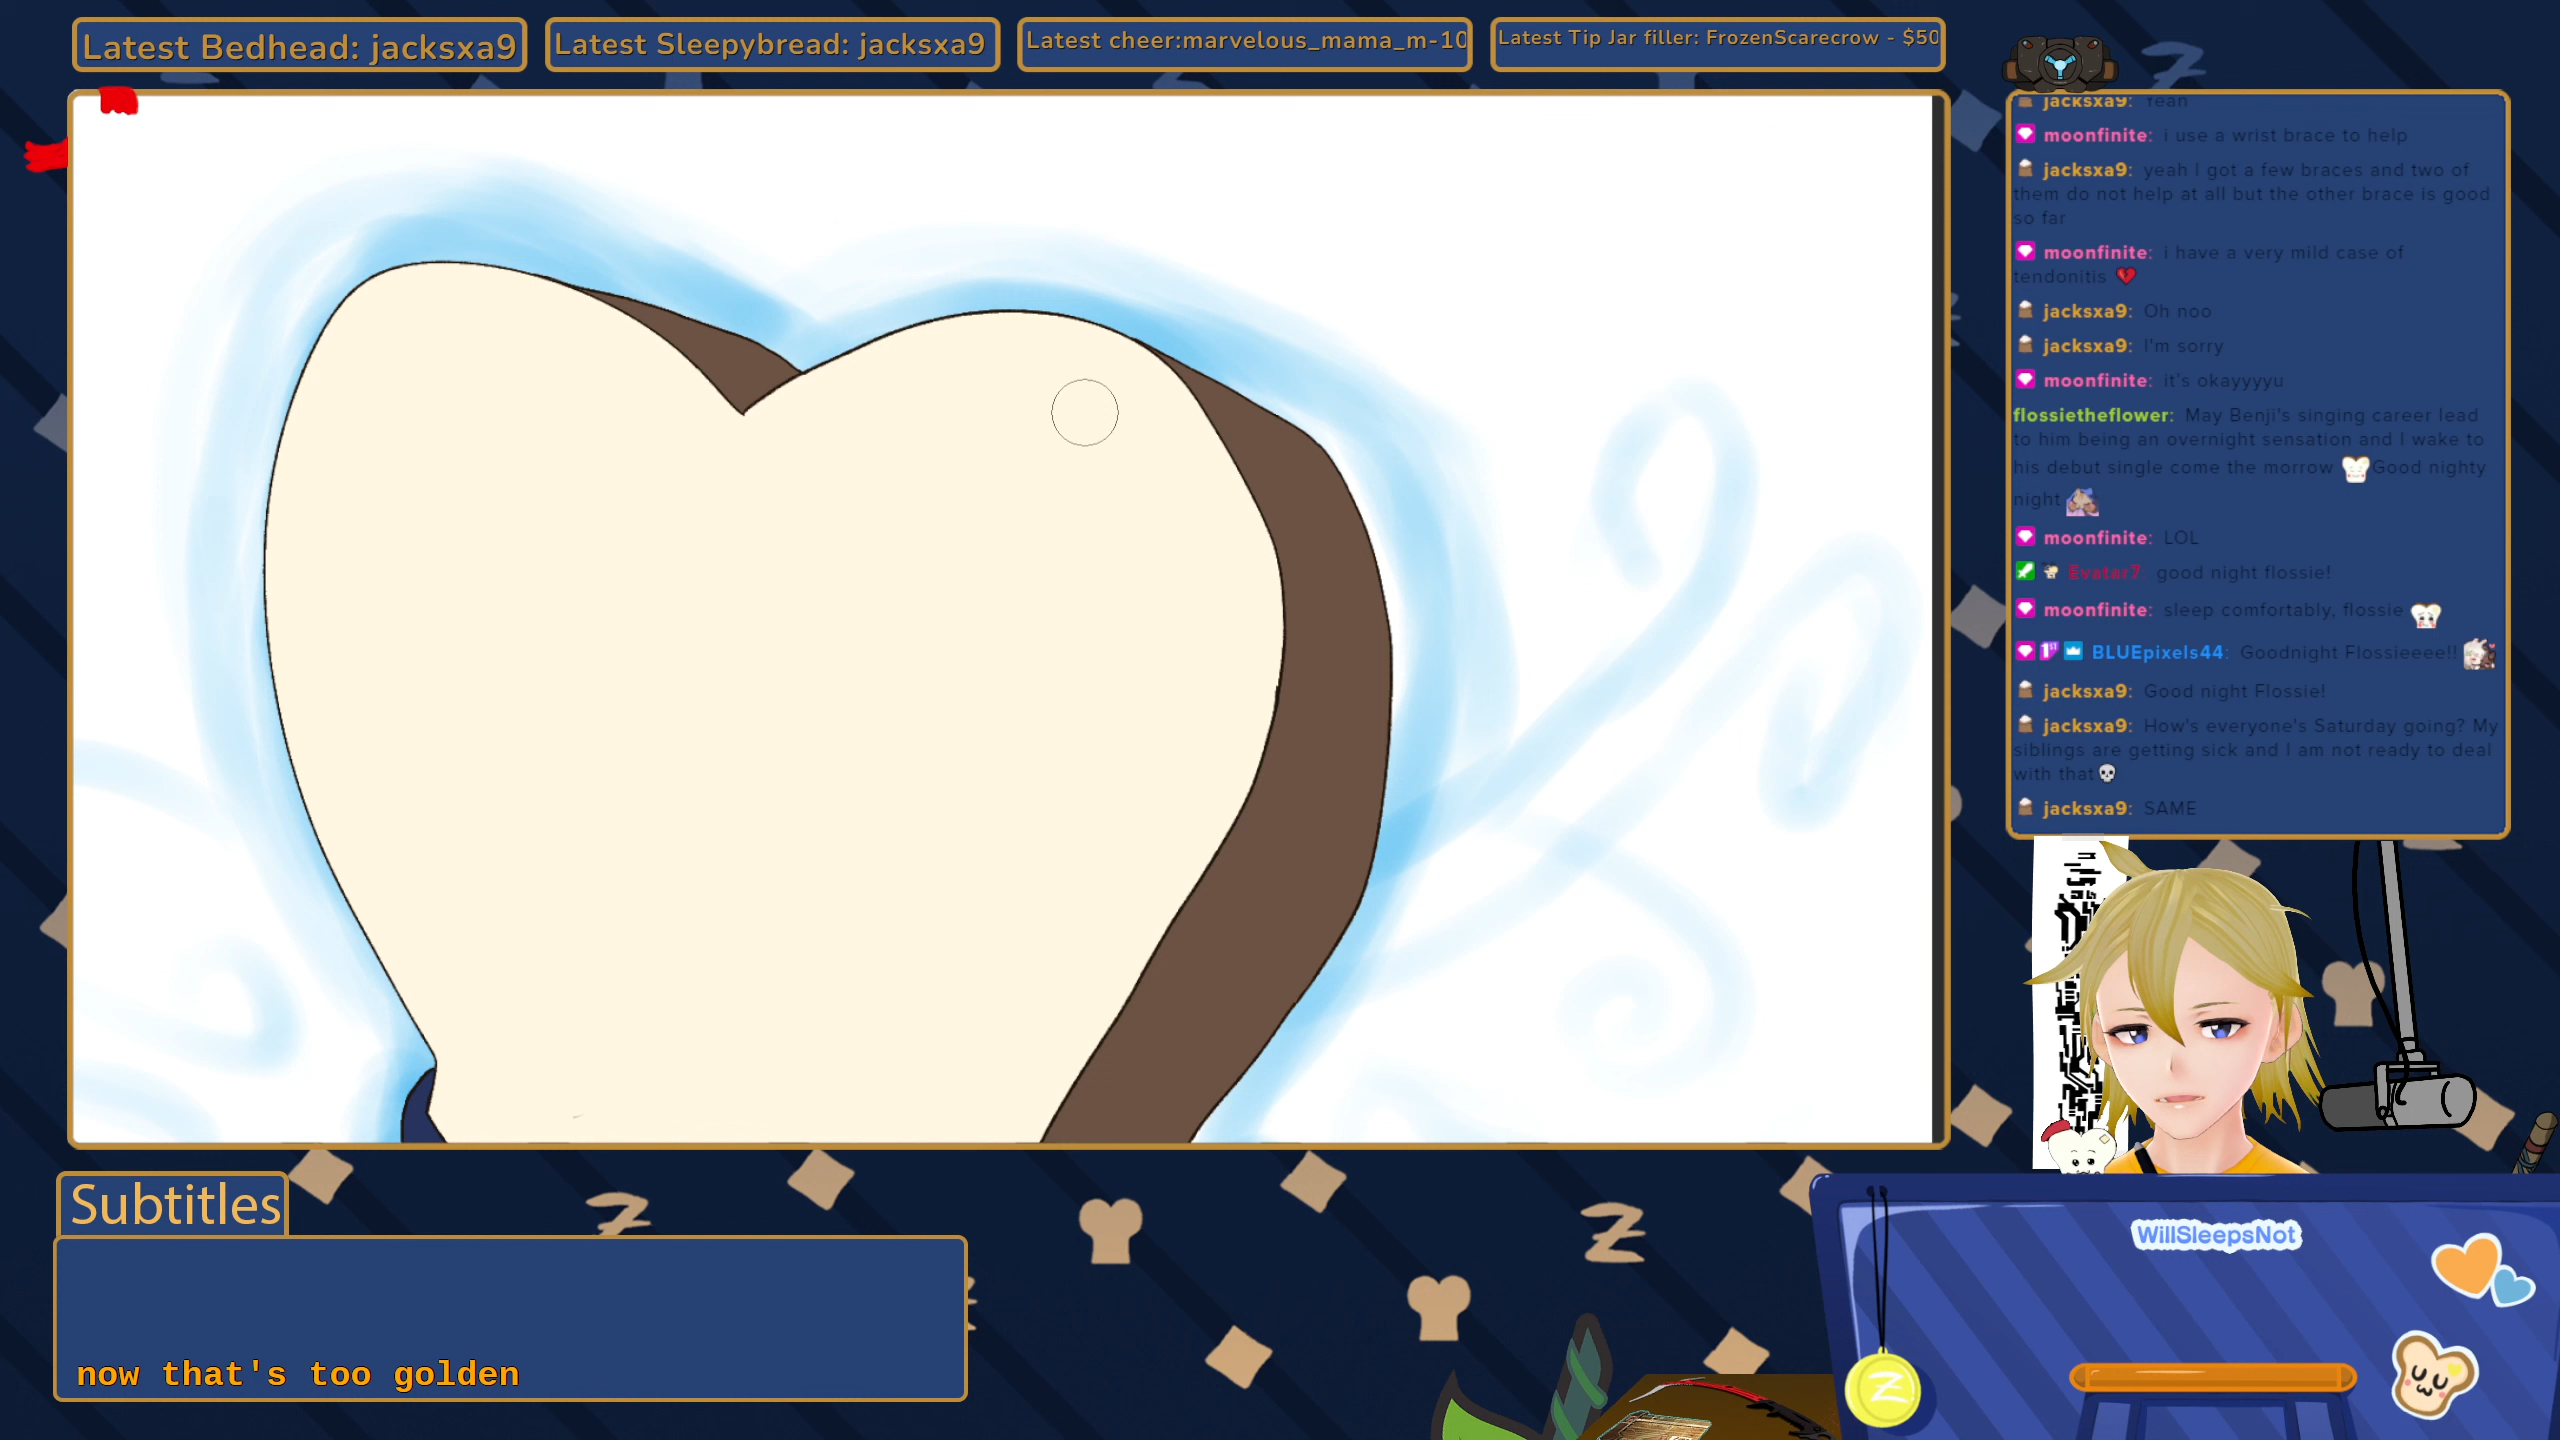 Latest Bedhead: jacksxa9
Latest Sleepybread: jacksxa9
Latest cheer:marvelous_mama_m-10
Latest Tip Jar filler: FrozenScarecrow - $50
jacksxa9: Yeah
moonfinite: i use a wrist brace to help
jacksxa9: yeah I got a few braces and two of
them do not help at all but the other brace is good
so far
moonfinite: i have a very mild case of
tendonitis
jacksxa9: Oh noo
jacksxa9: I'm sorry
moonfinite: it's okayyyyu
flossietheflower: May Benji's singing career lead
to him being an overnight sensation and I wake to
his debut single come the morrow Good nighty
night
moonfinite: LOL
Evatar7: good night flossie!
moonfinite: sleep comfortably, flossie
1ST BLUEpixels44: Goodnight Flossieeee!!
jacksxa9: Good night Flossie!
jacksxa9: How's everyone's Saturday going? My
siblings are getting sick and I am not ready to deal
with that
jacksxa9: SAME
Subtitles
now that's too golden
WillSleepsNot
Z